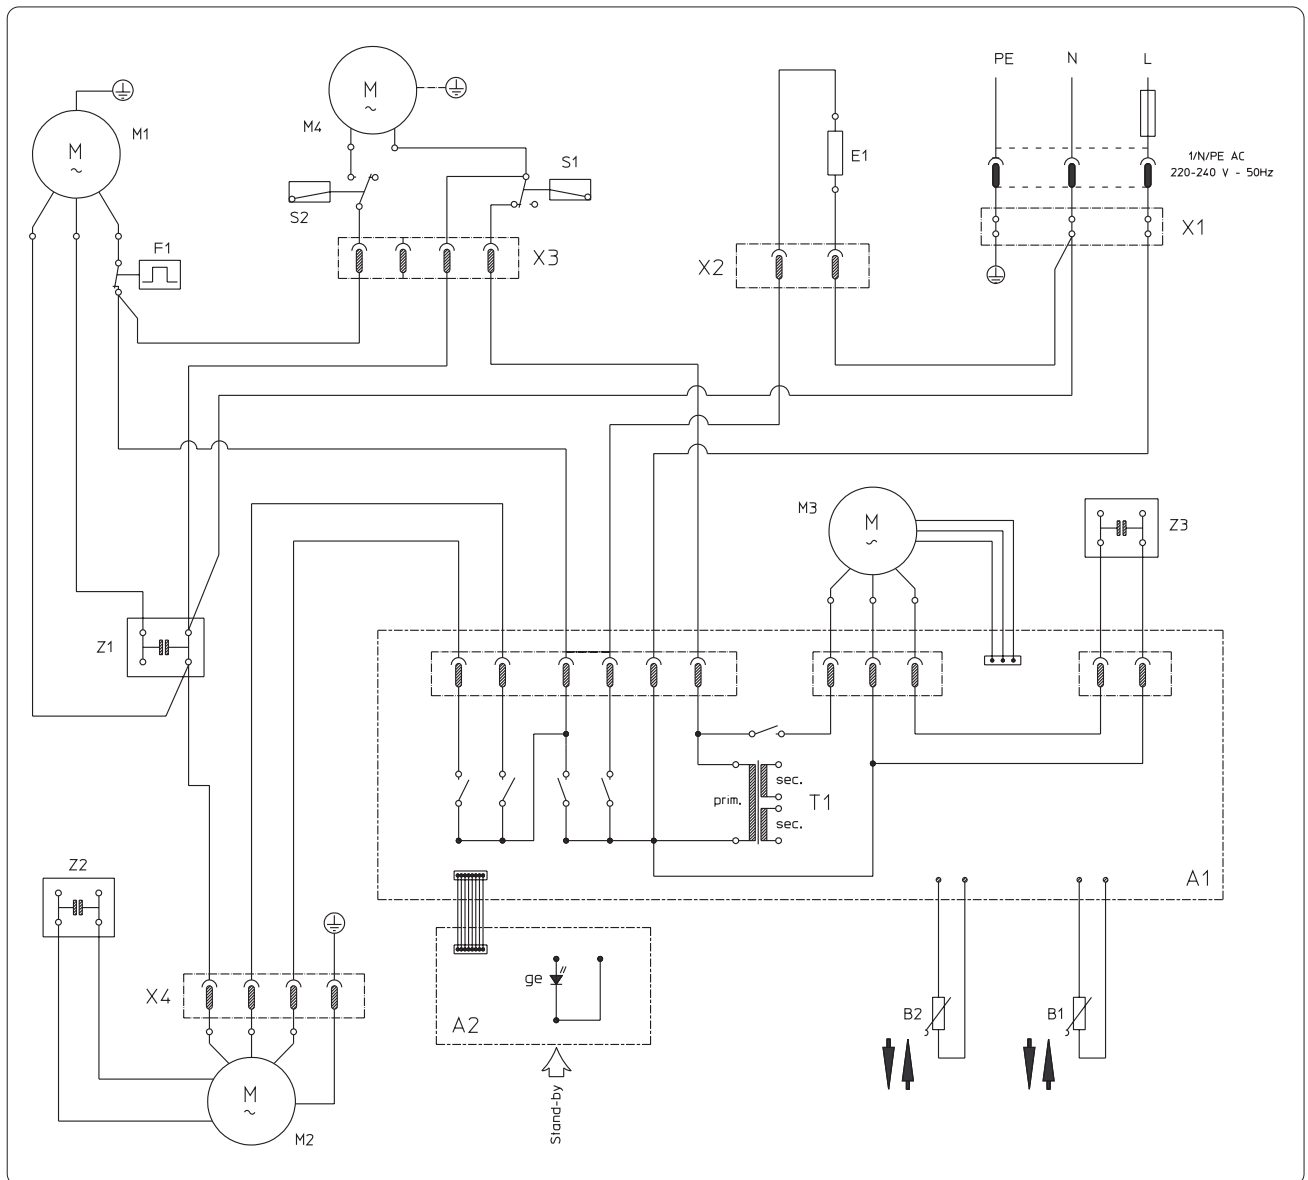 PE N L
M
~
M4
M1
M
~
S1
S2
E1
1/N/PE AC
220-240 V - 50Hz
F1
X3
X2
X1
M3
M
~
Z3
Z1
prim.
sec.
T1
sec.
Z2
A1
ge
X4
A2
B2
B1
M
~
M2
Stand-by